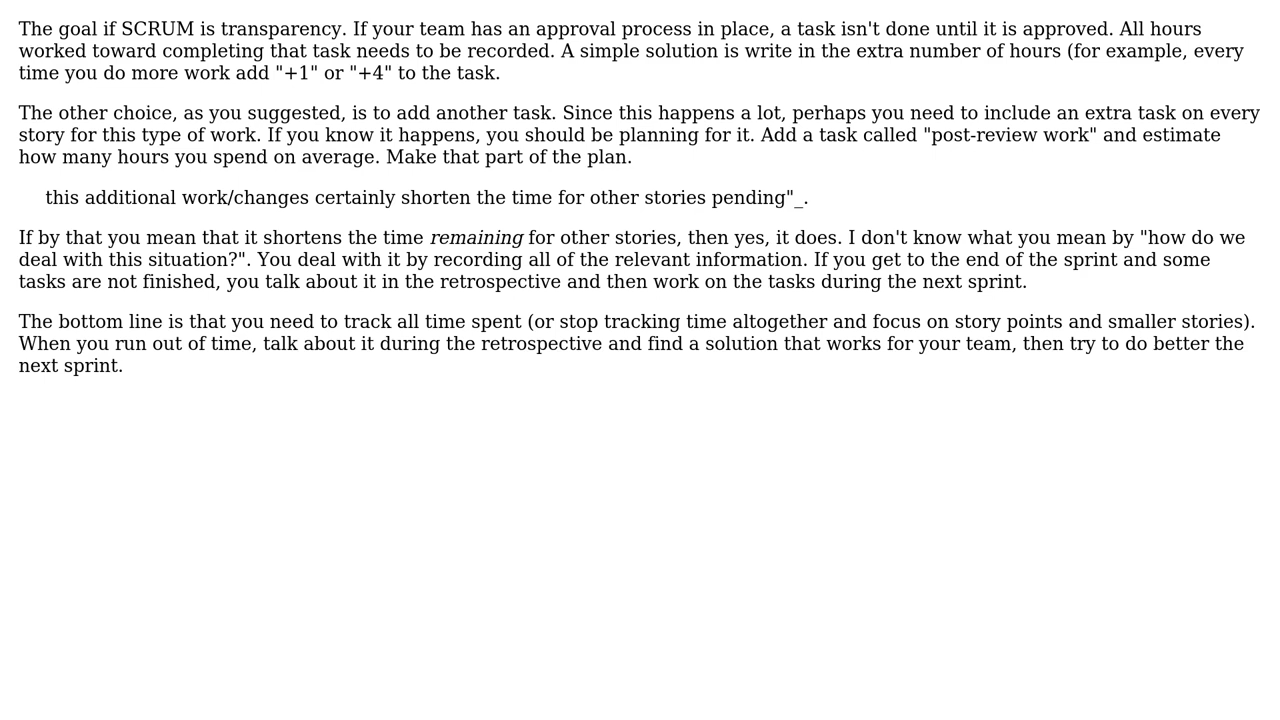 The goal if SCRUM is transparency. If your team has an approval process in place, a task isn't done until it is approved. All hours
worked toward completing that task needs to be recorded. A simple solution is write in the extra number of hours (for example, every
time you do more work add "+1" or "+4" to the task.
The other choice, as you suggested, is to add another task. Since this happens a lot, perhaps you need to include an extra task on every
story for this type of work. If you know it happens, you should be planning for it. Add a task called "post-review work" and estimate
how many hours you spend on average. Make that part of the plan.
this additional work/changes certainly shorten the time for other stories pending"_.
If by that you mean that it shortens the time remaining for other stories, then yes, it does. I don't know what you mean by "how do we
deal with this situation?". You deal with it by recording all of the relevant information. If you get to the end of the sprint and some
tasks are not finished, you talk about it in the retrospective and then work on the tasks during the next sprint.
The bottom line is that you need to track all time spent (or stop tracking time altogether and focus on story points and smaller stories).
When you run out of time, talk about it during the retrospective and find a solution that works for your team, then try to do better the
next sprint.